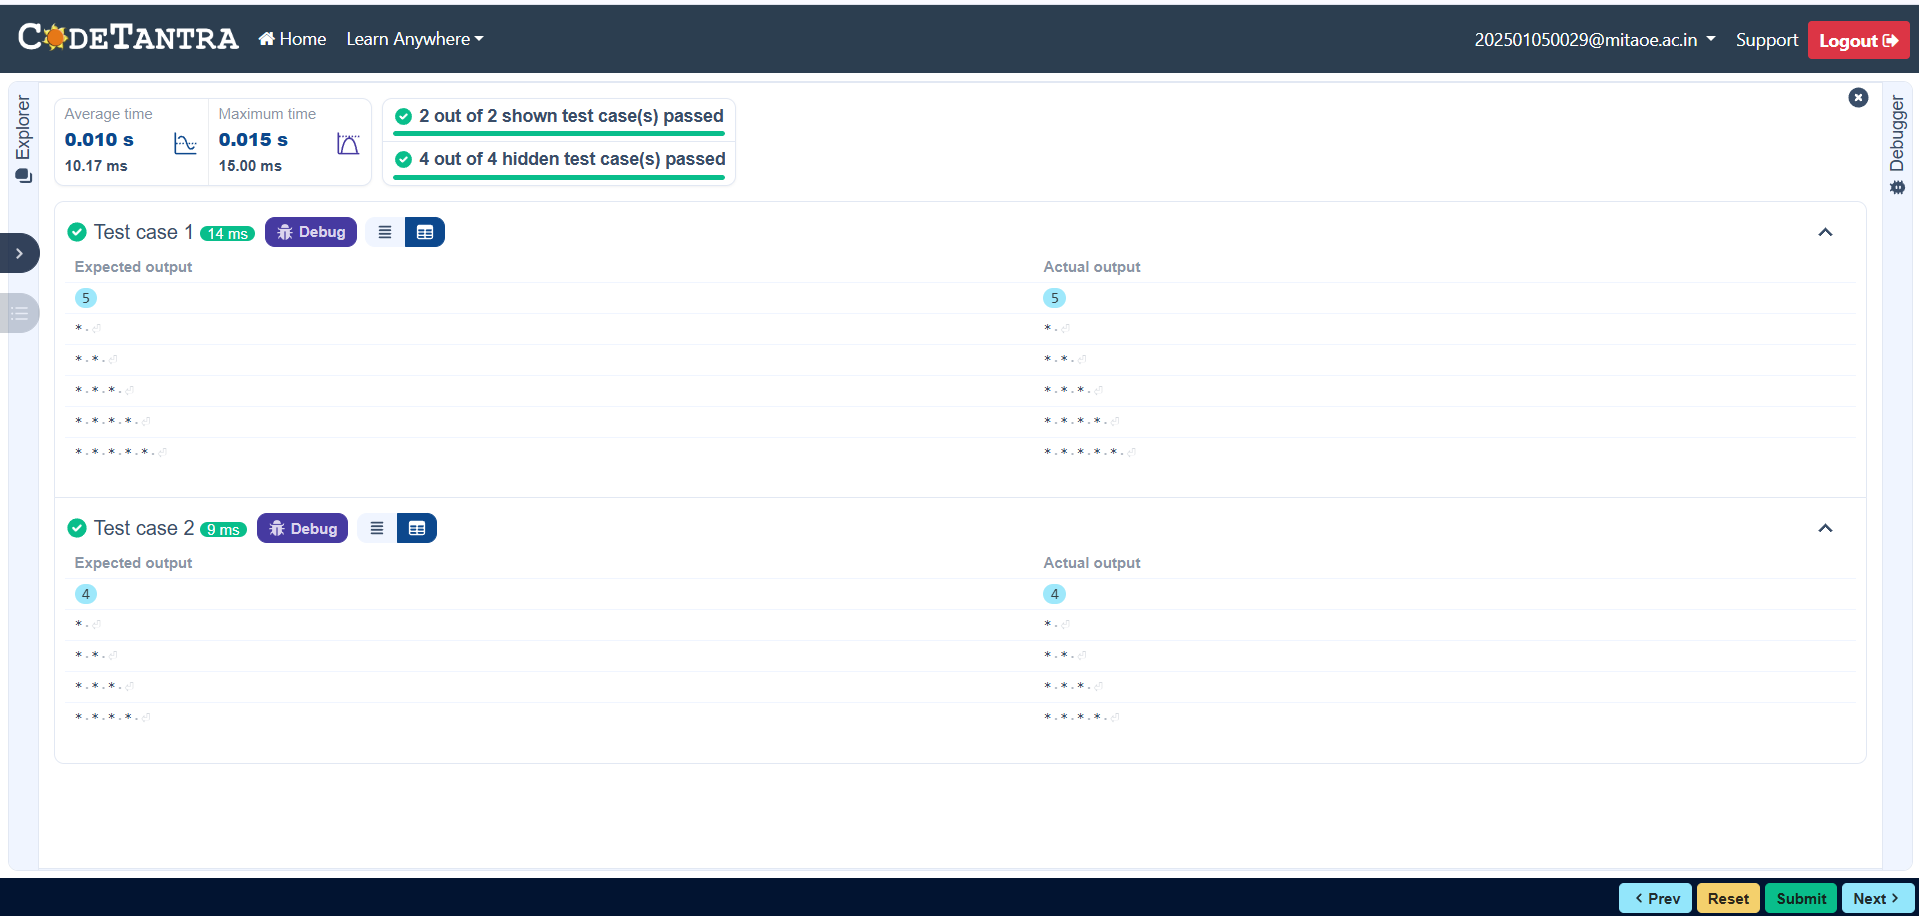 CODETANTRA Home Learn Anywhere 202501050029@mitaoe.ac.in Support Logout
Explorer
Debugger
Average time
0.010 s
10.17 ms
Maximum time
0.015 s
15.00 ms
2 out of 2 shown test case(s) passed
4 out of 4 hidden test case(s) passed
Test case 1 14 ms Debug
Expected output Actual output
5 5
*·⏎ *·⏎
*·*·⏎ *·*·⏎
*·*·*·⏎ *·*·*·⏎
*·*·*·*·⏎ *·*·*·*·⏎
*·*·*·*·*·⏎ *·*·*·*·*·⏎
Test case 2 9 ms Debug
Expected output Actual output
4 4
*·⏎ *·⏎
*·*·⏎ *·*·⏎
*·*·*·⏎ *·*·*·⏎
*·*·*·*·⏎ *·*·*·*·⏎
< Prev Reset Submit Next >